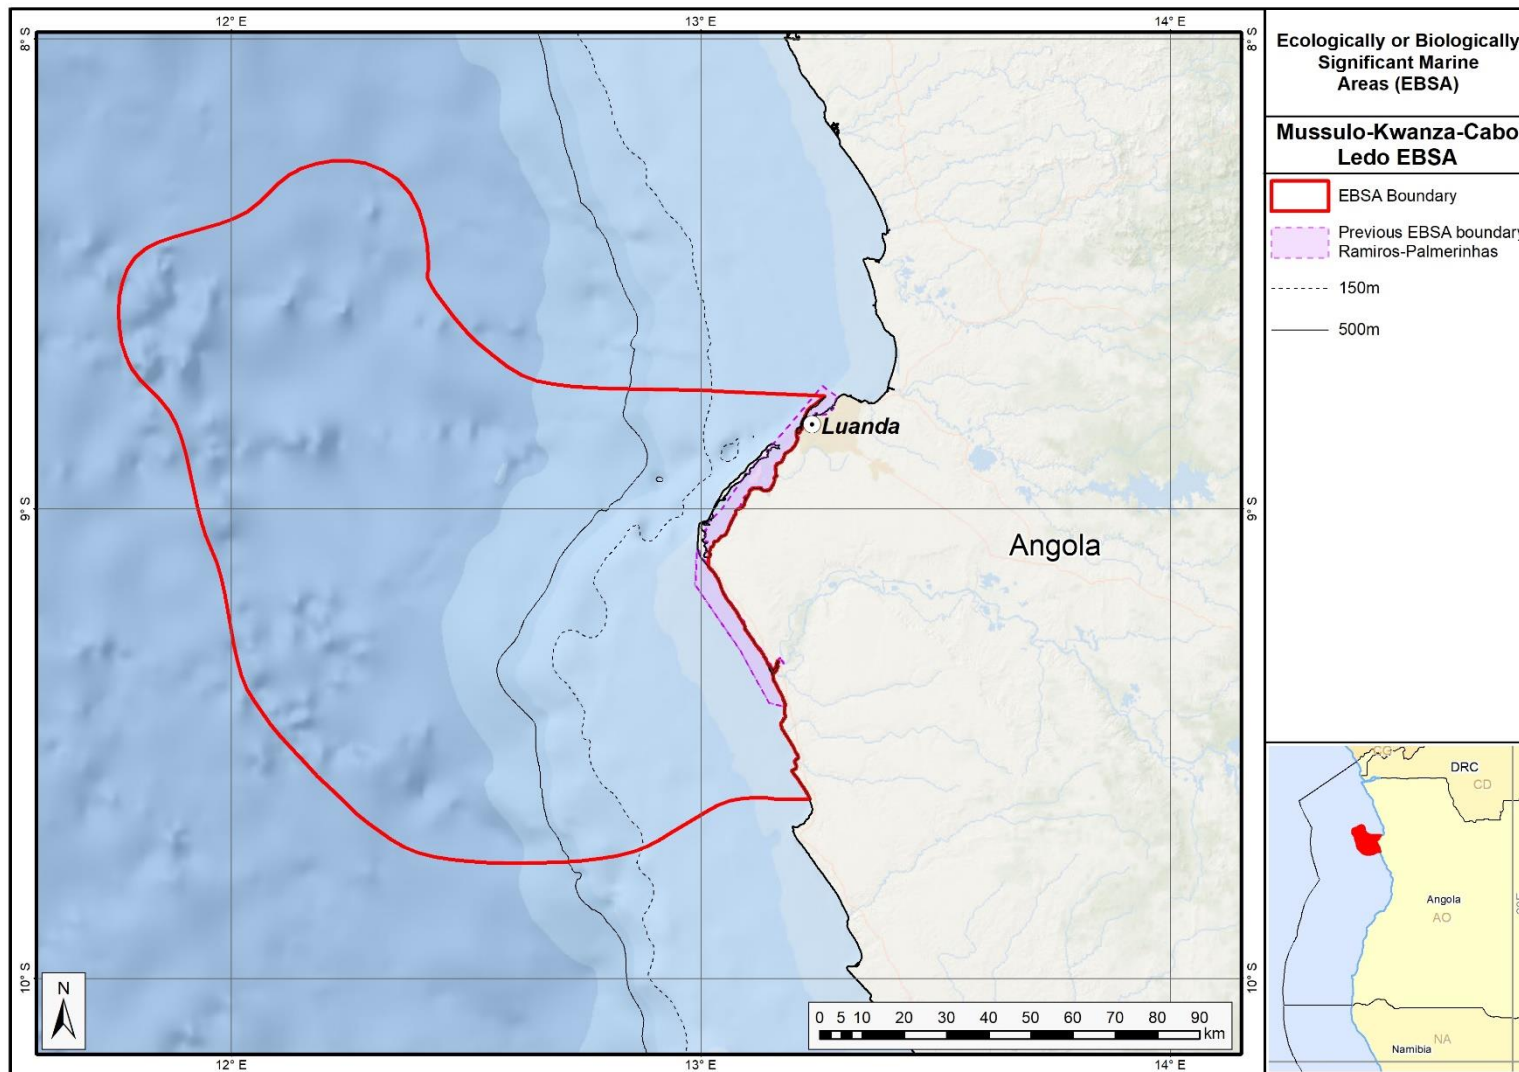 12° E
13° E
14° E
8° S
8° S
9° S
9° S
10° S
10° S
12° E
13° E
14° E
Luanda
Angola
N
0 5 10 20 30 40 50 60 70 80 90
km
Ecologically or Biologically
Significant Marine
Areas (EBSA)
Mussulo-Kwanza-Cabo
Ledo EBSA
EBSA Boundary
Previous EBSA boundary
Ramiros-Palmerinhas
150m
500m
CG
DRC
CD
Angola
AO
NA
Namibia